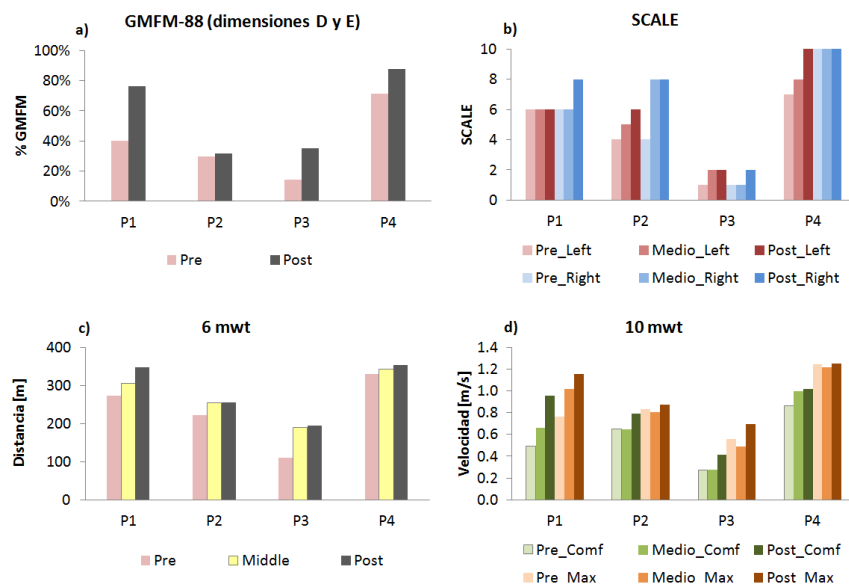 a) GMFM-88 (dimensiones D y E)
% GMFM
100%
80%
60%
40%
20%
0%
P1 P2 P3 P4
Pre Post
b) SCALE
SCALE
10
8
6
4
2
0
P1 P2 P3 P4
Pre_Left Medio_Left Post_Left
Pre_Right Medio_Right Post_Right
c) 6 mwt
Distancia [m]
400
300
200
100
0
P1 P2 P3 P4
Pre Middle Post
d) 10 mwt
Velocidad [m/s]
1.4
1.2
1.0
0.8
0.6
0.4
0.2
0.0
P1 P2 P3 P4
Pre_Comf Medio_Comf Post_Comf
Pre_Max Medio_Max Post_Max